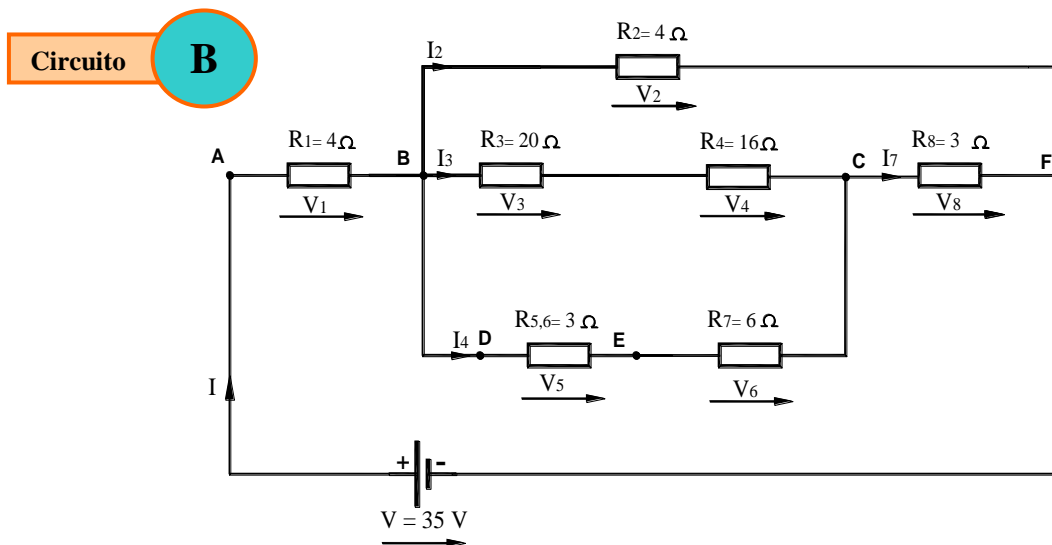 Circuito B
R2= 4 Ω
I2
V2
A
R1= 4 Ω
B
I3
R3= 20 Ω
R4= 16 Ω
C
I7
R8= 3 Ω
F
V1
V3
V4
V8
R5,6= 3 Ω
R7= 6 Ω
I4
D
E
V5
V6
I
+ -
V = 35 V